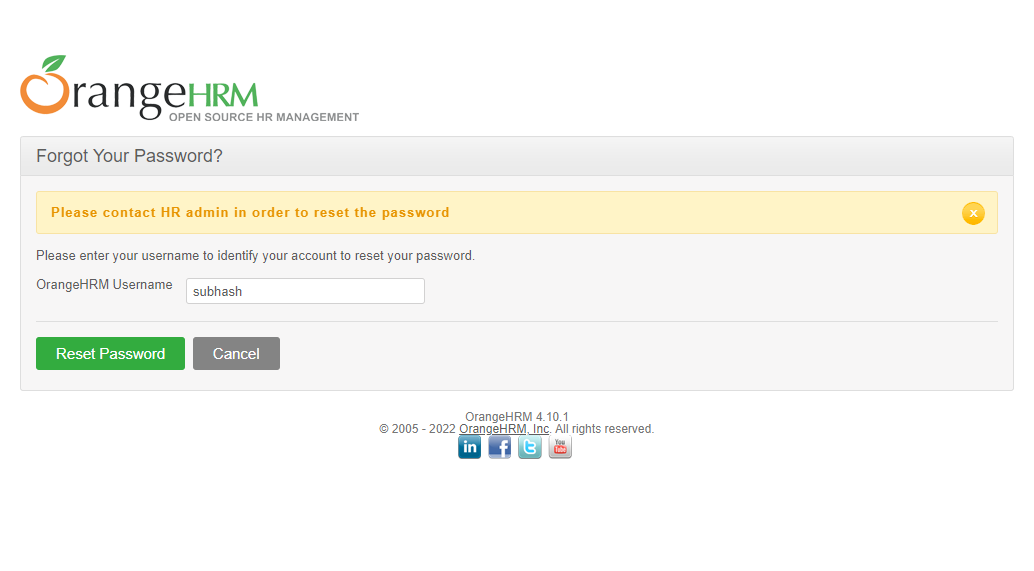 OrangeHRM
OPEN SOURCE HR MANAGEMENT
Forgot Your Password?
Please contact HR admin in order to reset the password
x
Please enter your username to identify your account to reset your password.
OrangeHRM Username subhash
Reset Password Cancel
OrangeHRM 4.10.1
© 2005 - 2022 OrangeHRM, Inc. All rights reserved.
in f t You Tube